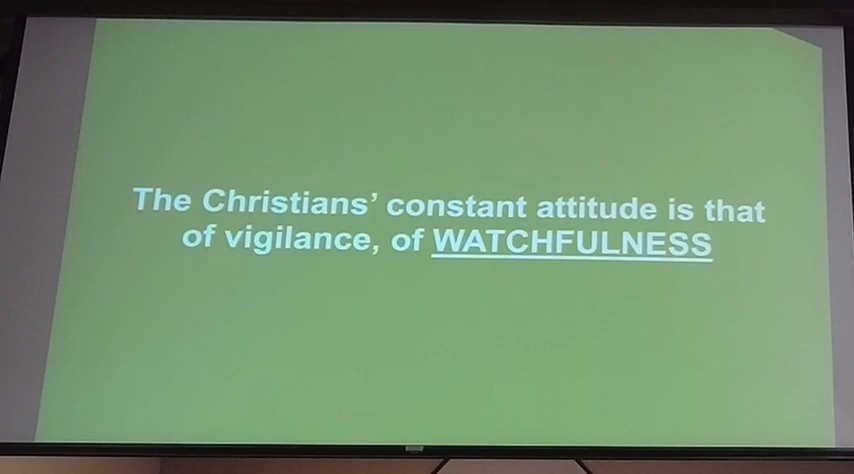 The Christians’ constant attitude is that
of vigilance, of WATCHFULNESS